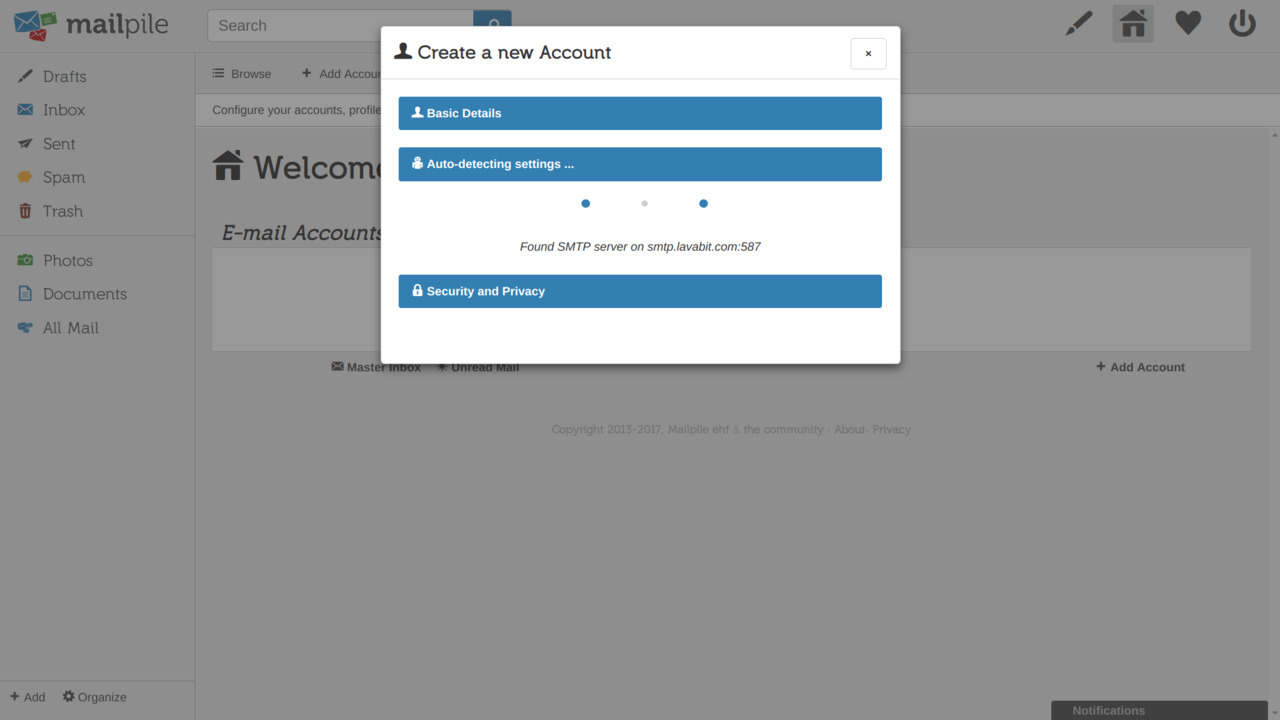 mailpile
Search
Drafts
Inbox
Sent
Spam
Trash
Photos
Documents
All Mail
Add
Organize
Browse
Add Accoun
Configure your accounts, profile
Welcome
E-mail Accounts
Create a new Account
×
Basic Details
Auto-detecting settings ...
Found SMTP server on smtp.lavabit.com:587
Security and Privacy
Master Inbox
Unread Mail
Add Account
Copyright 2013-2017, Mailpile ehf & the community - About- Privacy
Notifications